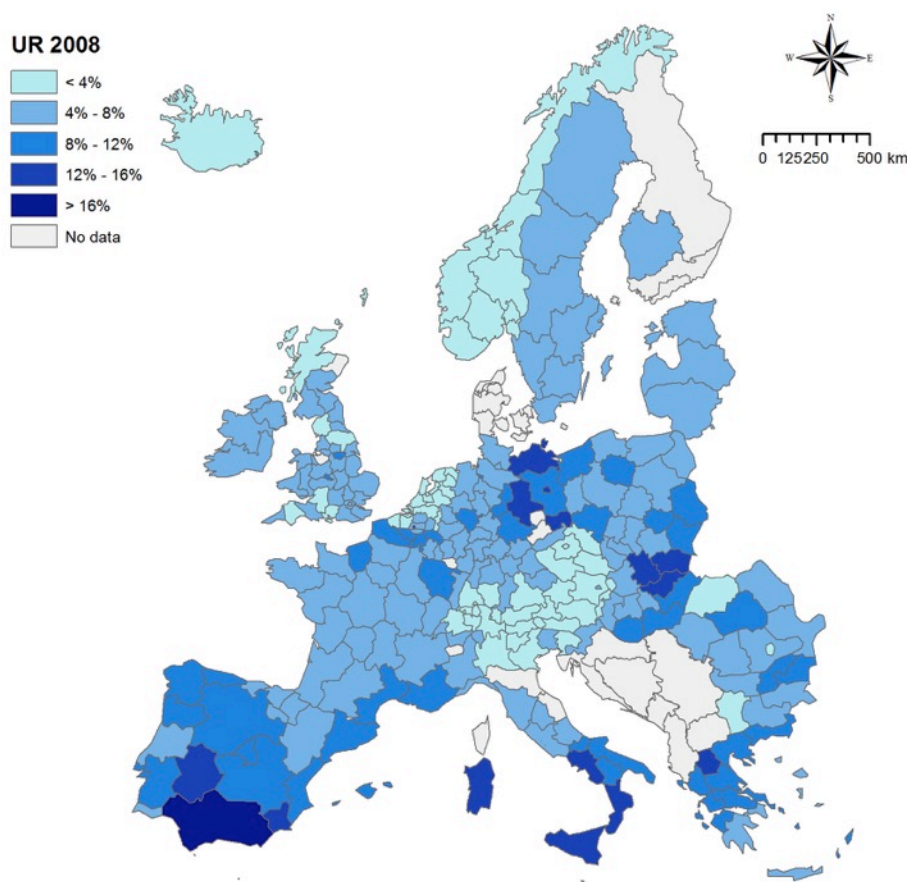 UR 2008
< 4%
4% - 8%
8% - 12%
12% - 16%
> 16%
No data
N
W E
S
0 125250 500 km